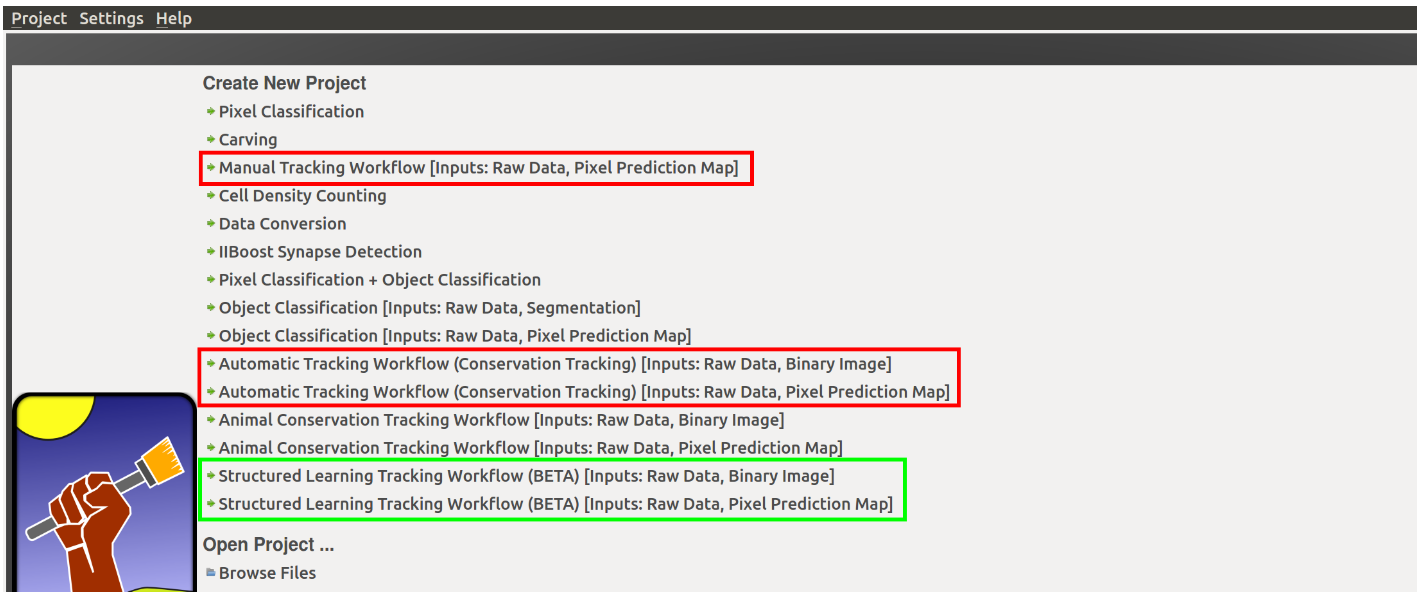 Project Settings Help
Create New Project
Pixel Classification
Carving
Manual Tracking Workflow [Inputs: Raw Data, Pixel Prediction Map]
Cell Density Counting
Data Conversion
IIBoost Synapse Detection
Pixel Classification + Object Classification
Object Classification [Inputs: Raw Data, Segmentation]
Object Classification [Inputs: Raw Data, Pixel Prediction Map]
Automatic Tracking Workflow (Conservation Tracking) [Inputs: Raw Data, Binary Image]
Automatic Tracking Workflow (Conservation Tracking) [Inputs: Raw Data, Pixel Prediction Map]
Animal Conservation Tracking Workflow [Inputs: Raw Data, Binary Image]
Animal Conservation Tracking Workflow [Inputs: Raw Data, Pixel Prediction Map]
Structured Learning Tracking Workflow (BETA) [Inputs: Raw Data, Binary Image]
Structured Learning Tracking Workflow (BETA) [Inputs: Raw Data, Pixel Prediction Map]
Open Project ...
Browse Files